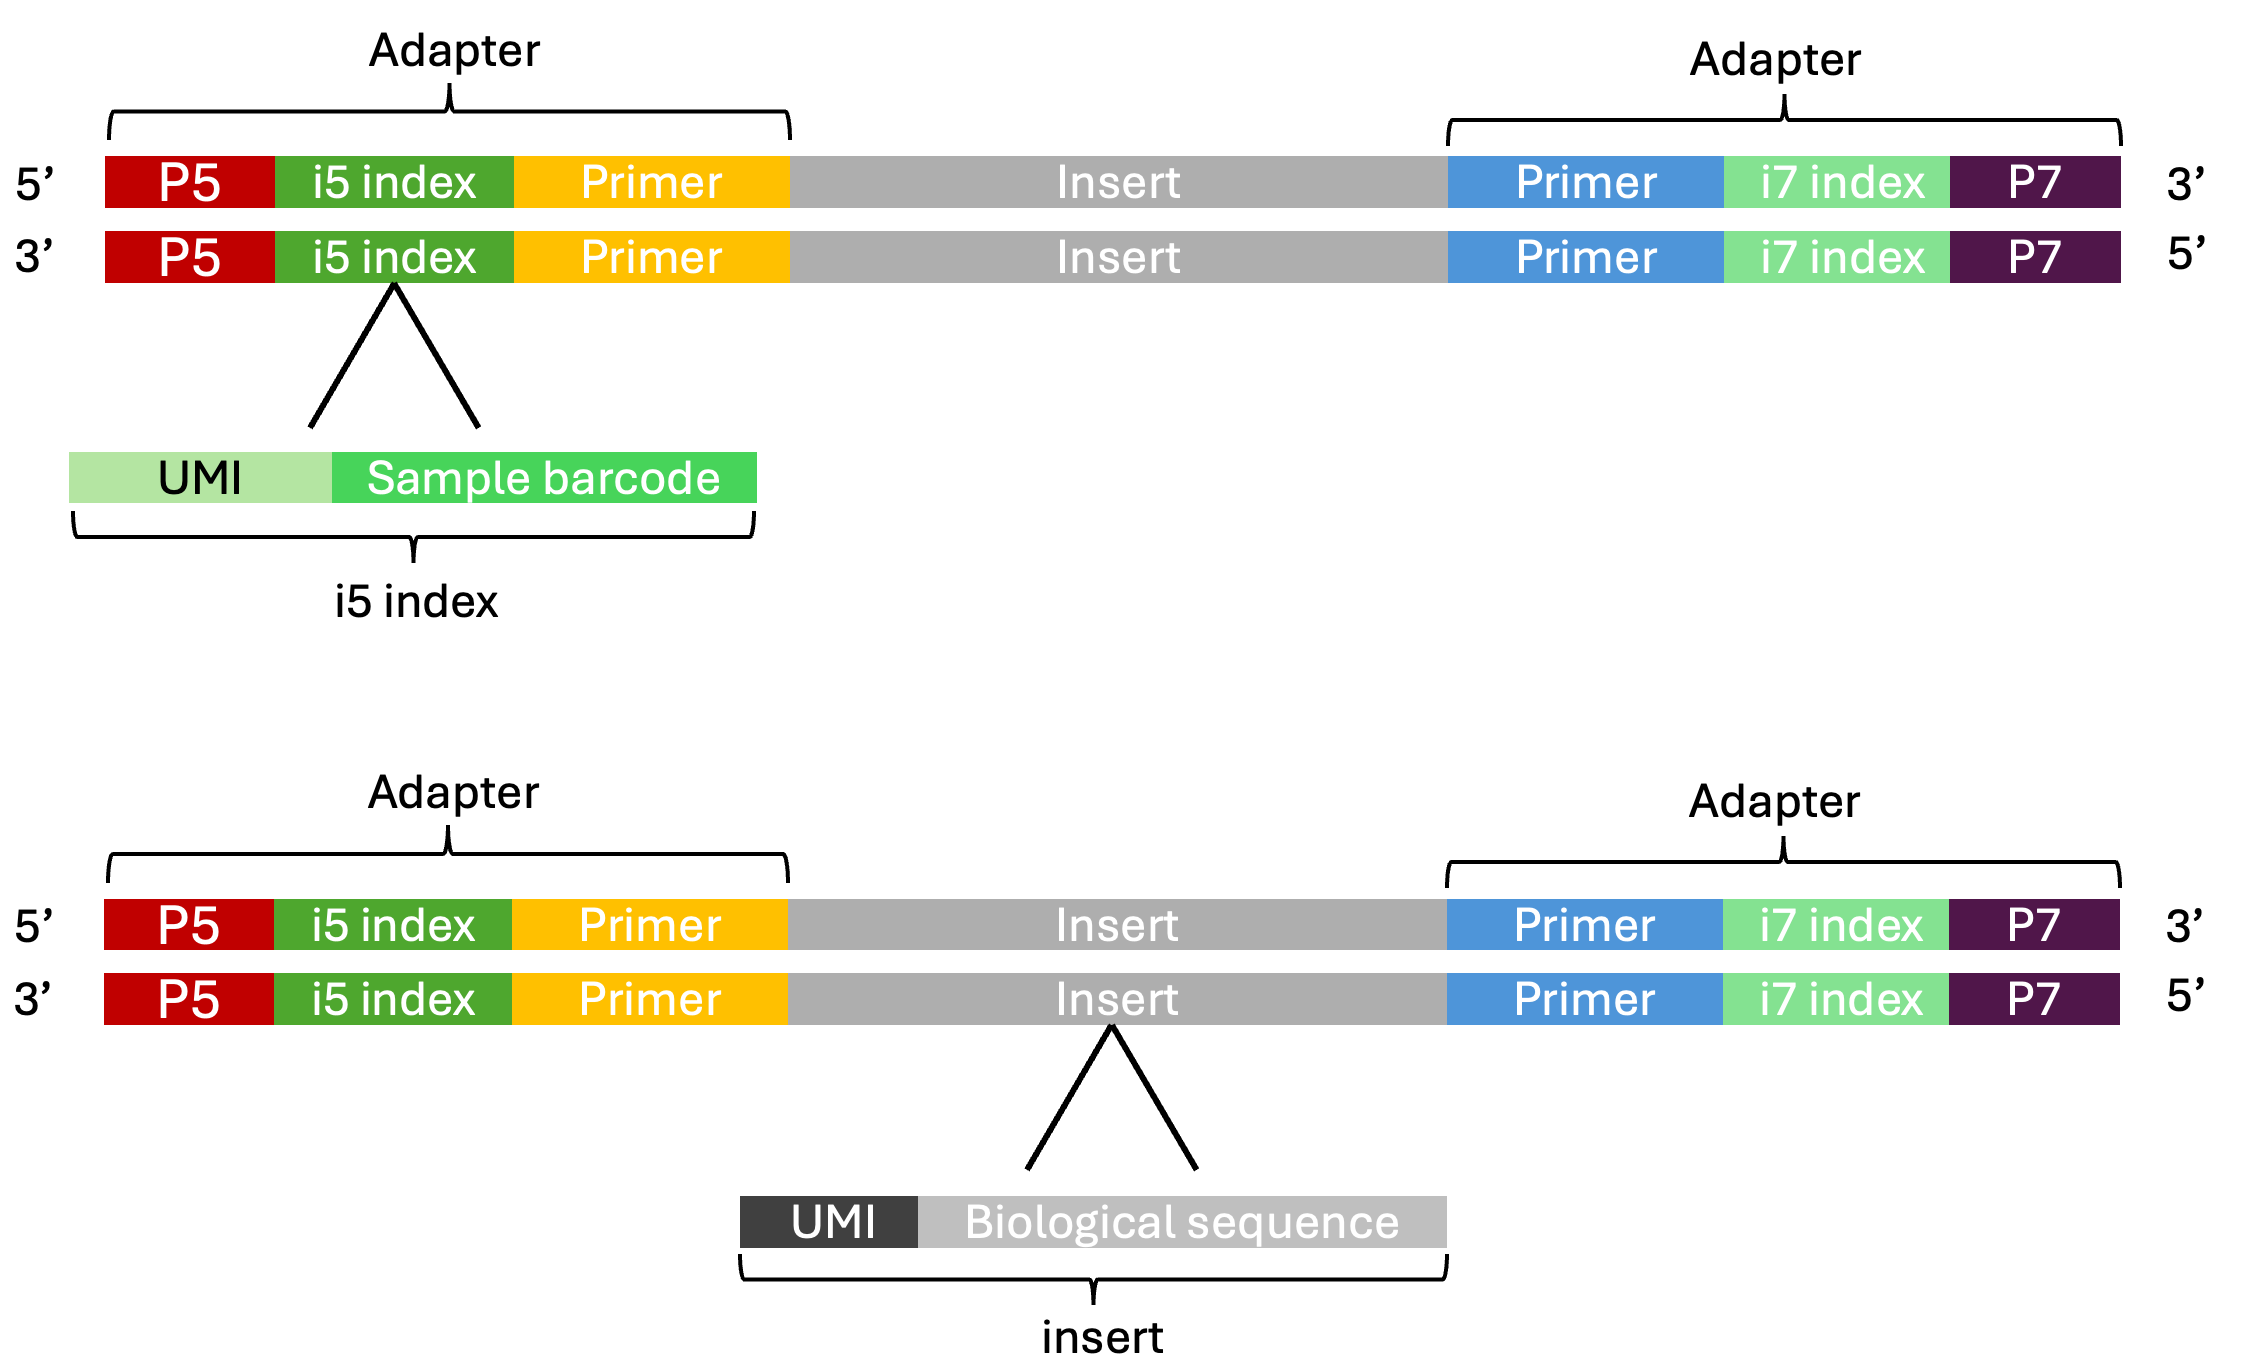 Adapter Adapter
5’ P5 i5 index Primer Insert Primer i7 index P7 3’
3’ P5 i5 index Primer Insert Primer i7 index P7 5’
UMI Sample barcode
i5 index
Adapter Adapter
5’ P5 i5 index Primer Insert Primer i7 index P7 3’
3’ P5 i5 index Primer Insert Primer i7 index P7 5’
UMI Biological sequence
insert